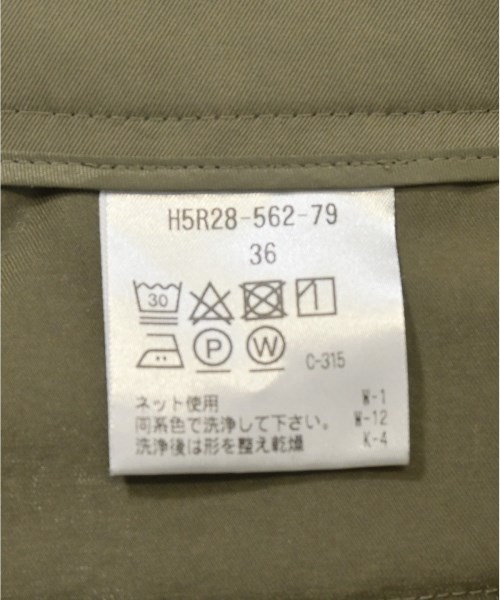 H5R28-562-79
36
30
P W C-315
ネット使用 W-1
同系色で洗浄して下さい。 W-12
洗浄後は形を整え乾燥 K-4